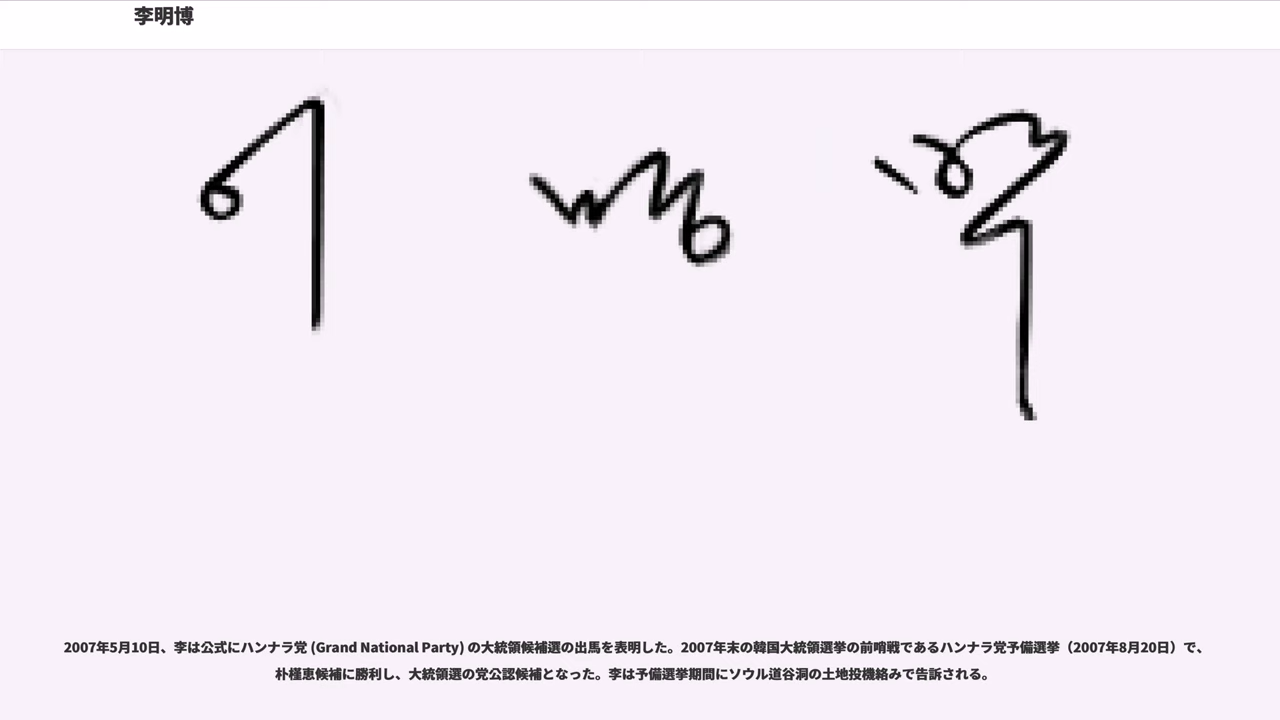 李明博
이 명 박
2007年5月10日、李は公式にハンナラ党 (Grand National Party) の大統領候補選の出馬を表明した。2007年末の韓国大統領選挙の前哨戦であるハンナラ党予備選挙（2007年8月20日）で、
朴槿恵候補に勝利し、大統領選の党公認候補となった。李は予備選挙期間にソウル道谷洞の土地投機絡みで告訴される。